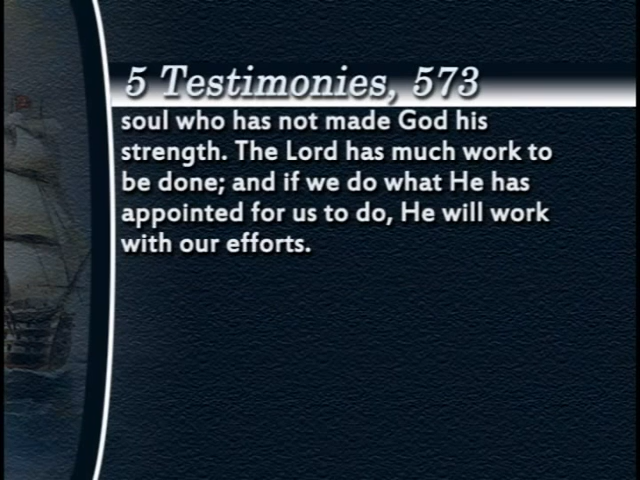 5 Testimonies, 573
soul who has not made God his
strength. The Lord has much work to
be done; and if we do what He has
appointed for us to do, He will work
with our efforts.